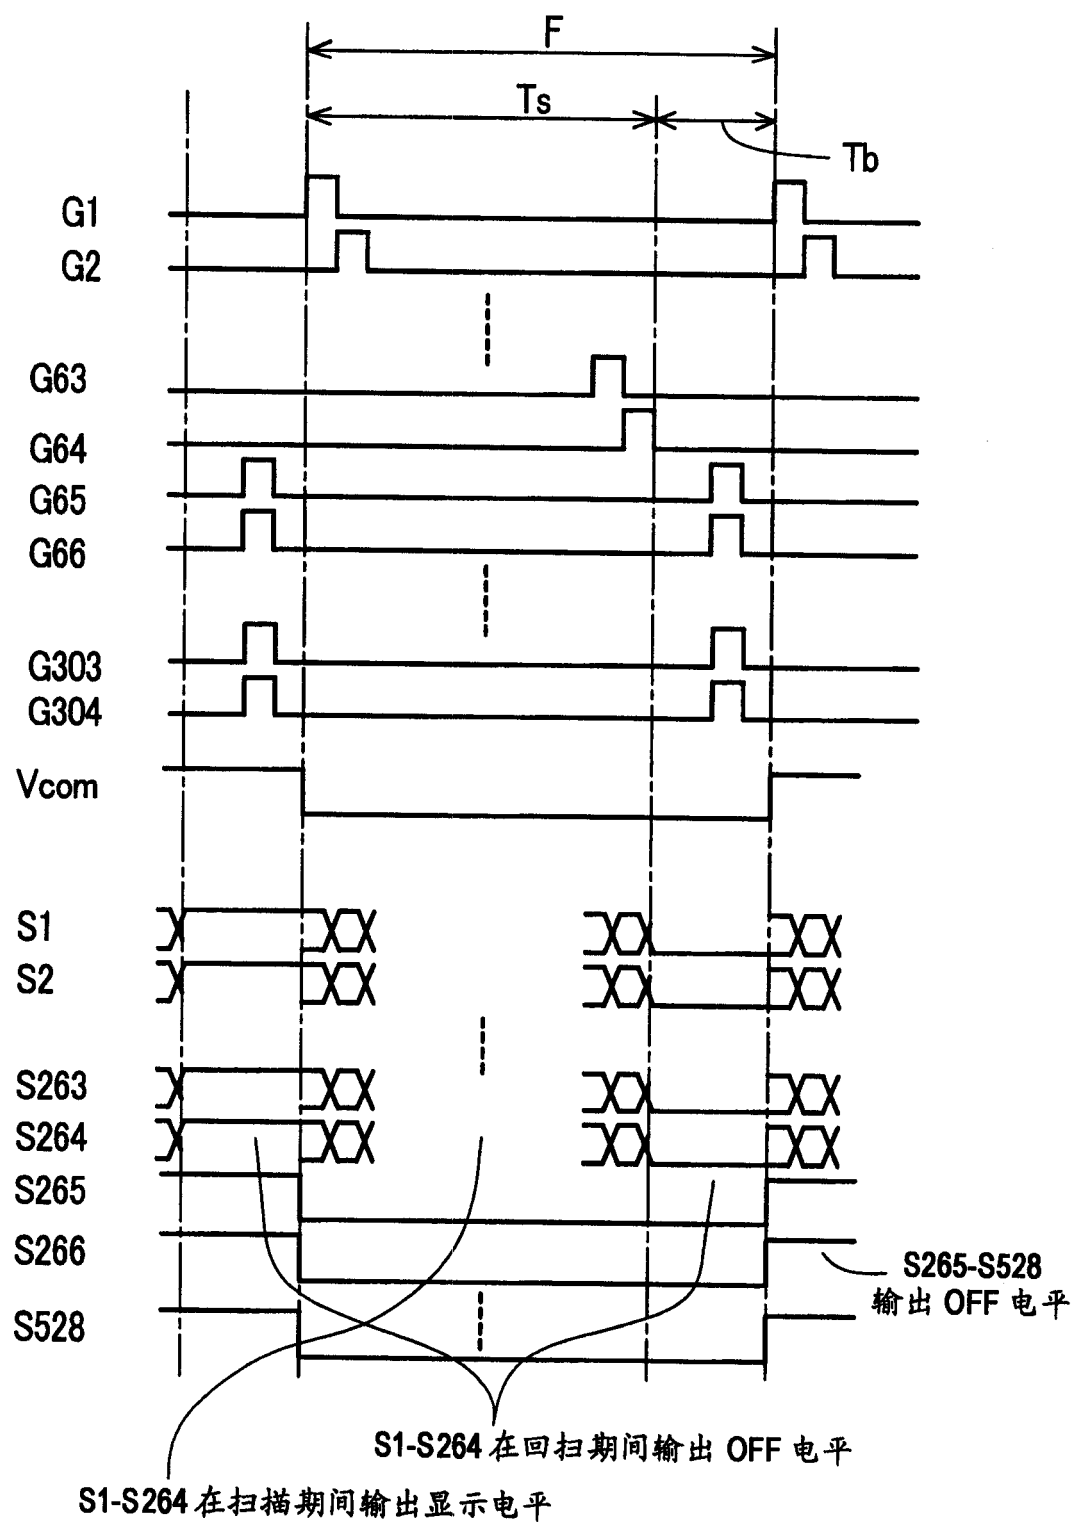 F
Ts
Tb
G1
G2
G63
G64
G65
G66
G303
G304
Vcom
S1
S2
S263
S264
S265
S266
S265-S528
输出 OFF 电平
S528
S1-S264 在回扫期间输出 OFF 电平
S1-S264 在扫描期间输出显示电平